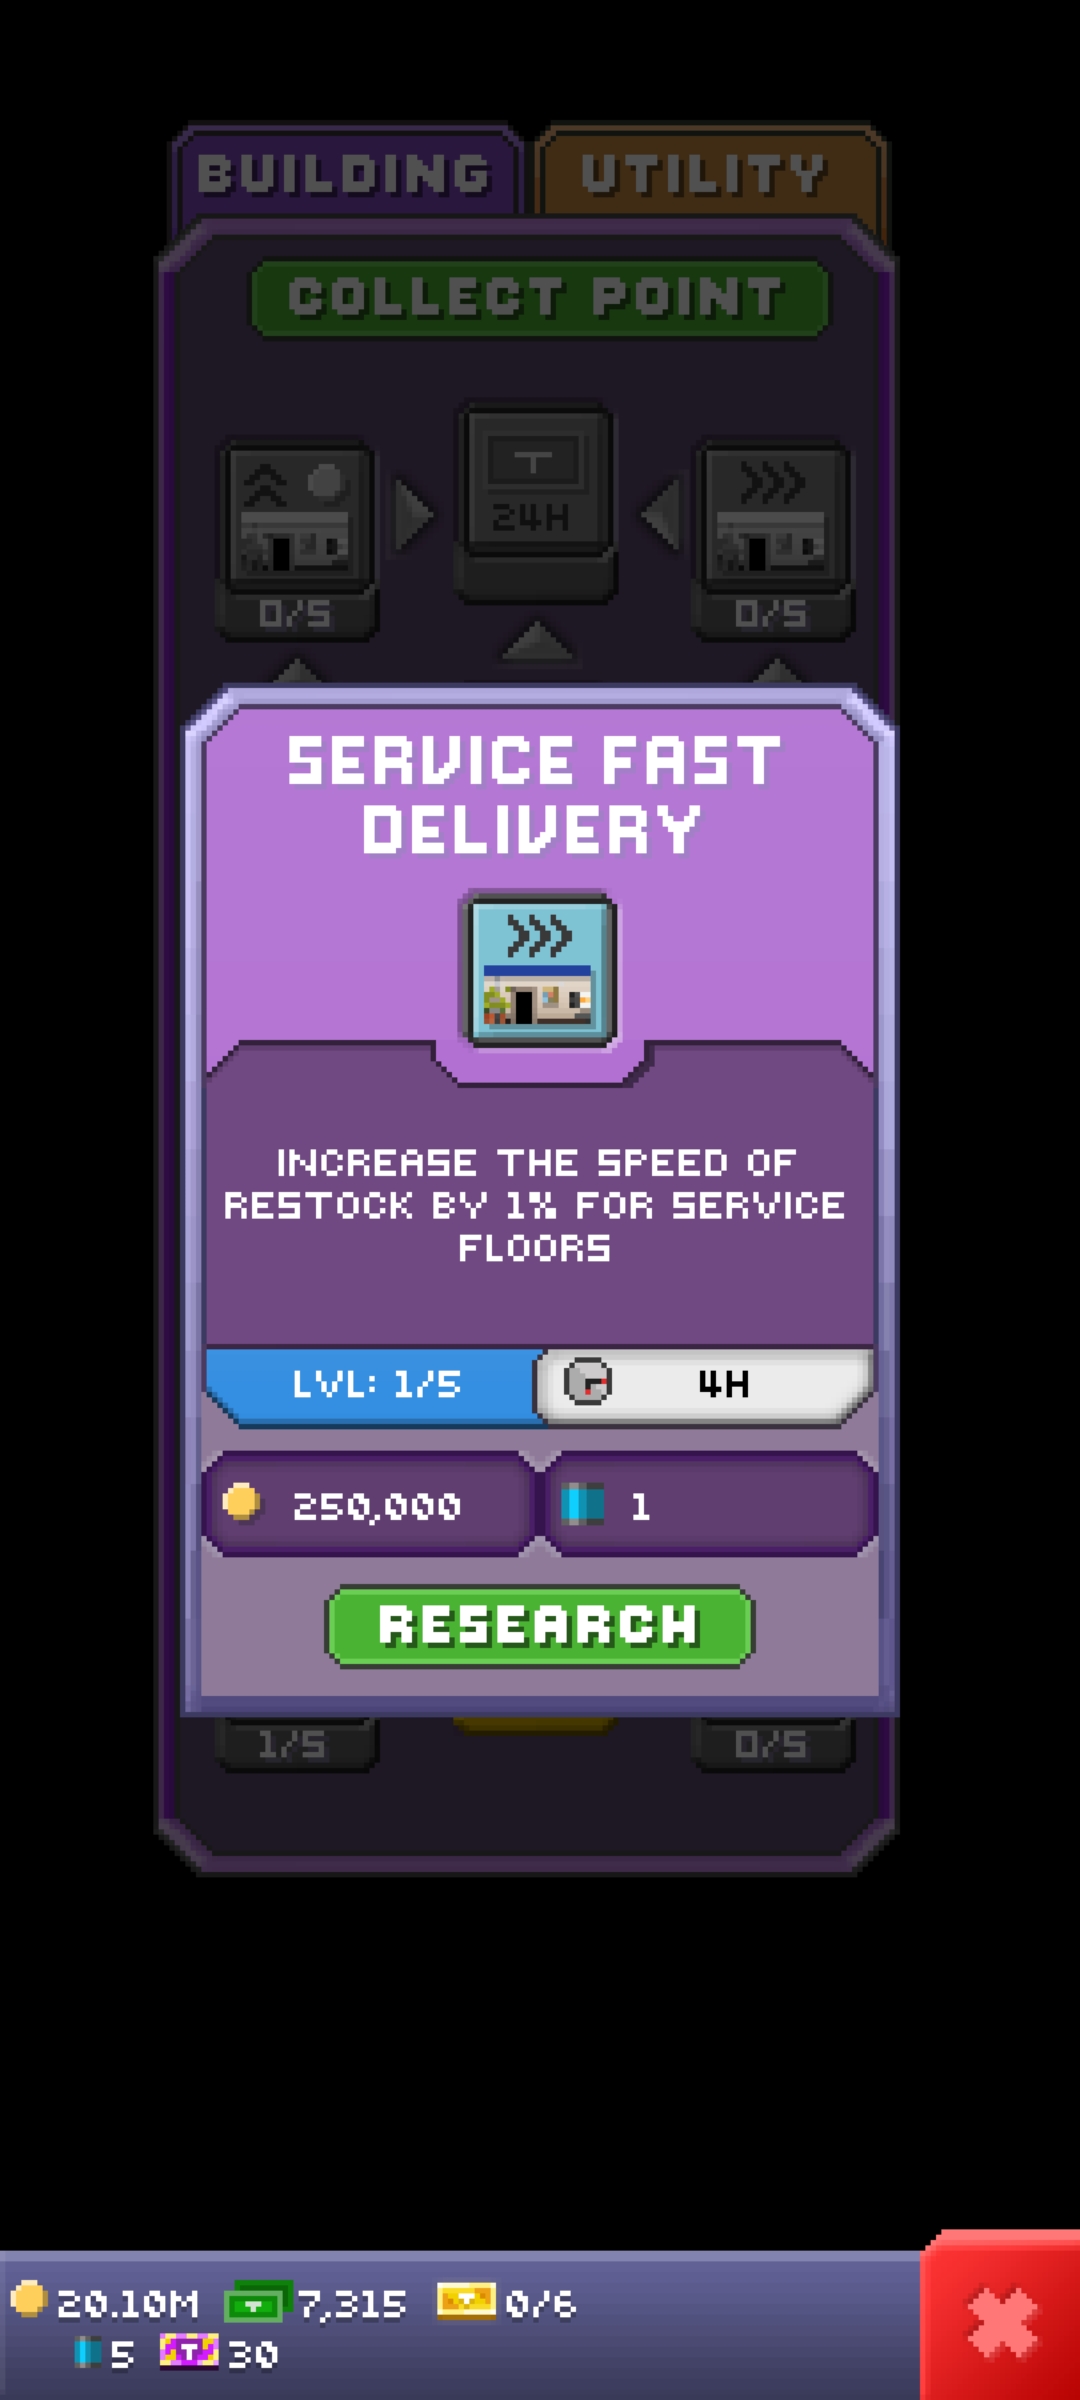 BUILDING UTILITY
COLLECT POINT
24H
0/5 0/5
SERVICE FAST
DELIVERY
INCREASE THE SPEED OF
RESTOCK BY 1% FOR SERVICE
FLOORS
LVL: 1/5 4H
250,000 1
RESEARCH
1/5 0/5
20.10M 7,315 0/6
5 30